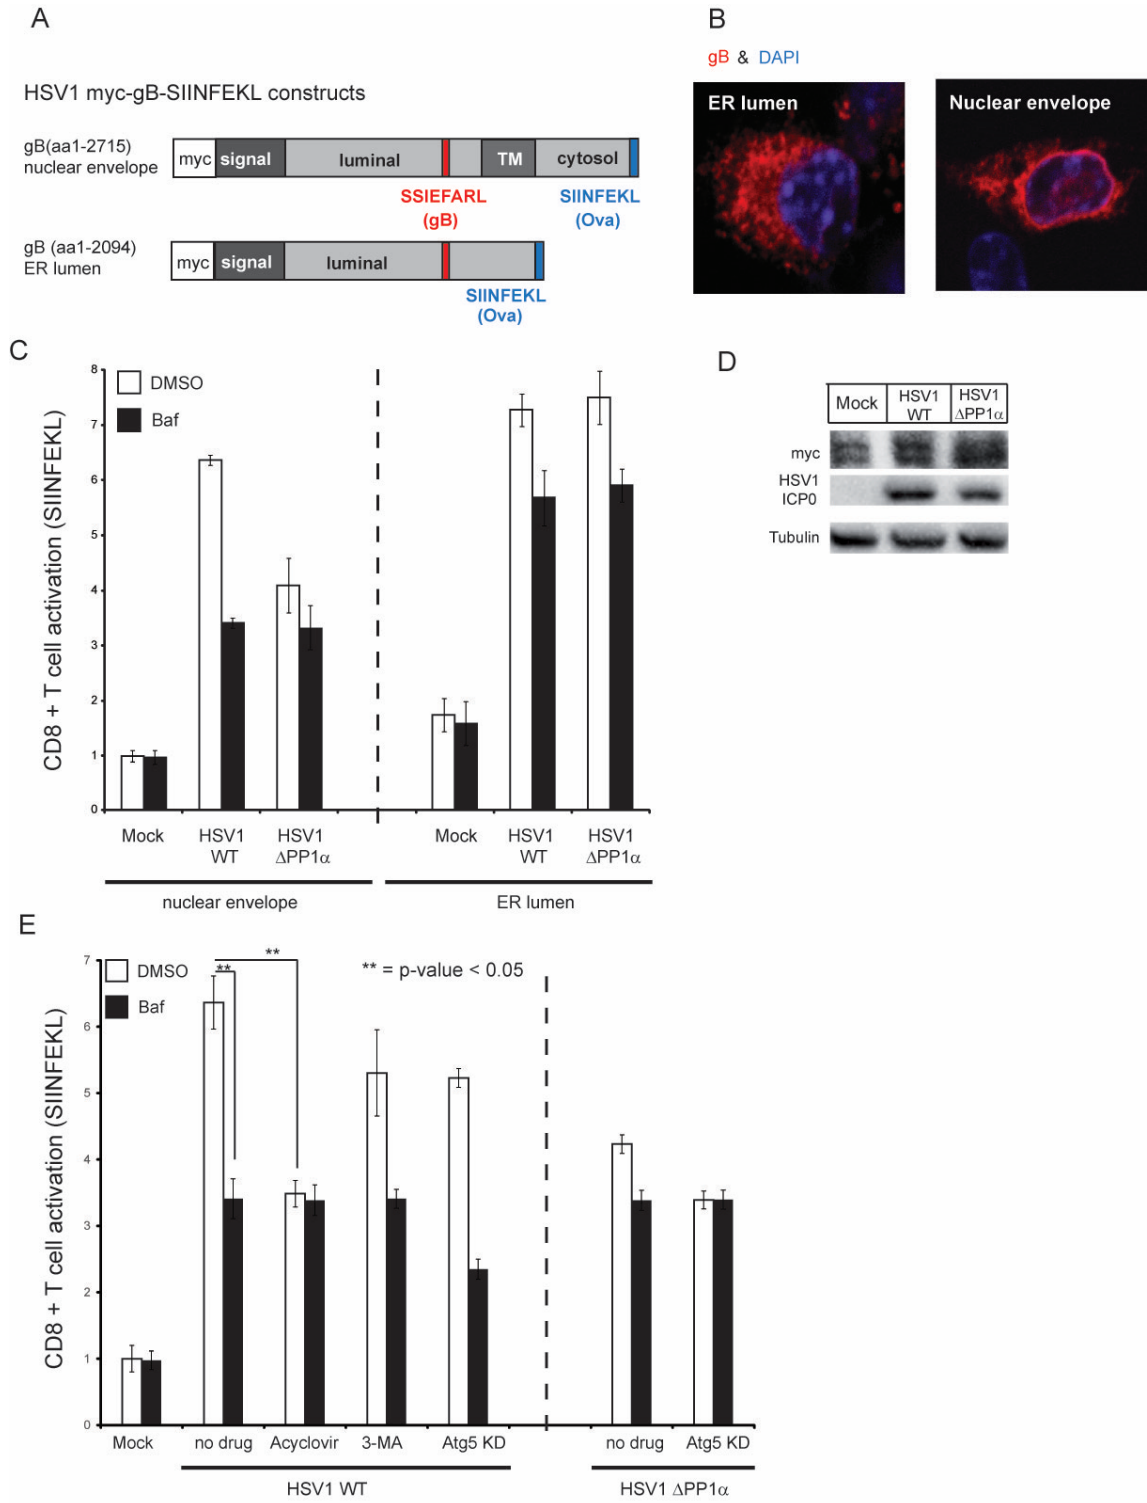 A
HSV1 myc-gB-SIINFEKL constructs
gB(aa1-2715)
nuclear envelope
myc signal luminal TM cytosol
SSIEFARL
(gB)
SIINFEKL
(Ova)
gB (aa1-2094)
ER lumen
myc signal luminal
SIINFEKL
(Ova)
B
gB & DAPI
ER lumen
Nuclear envelope
C
CD8 + T cell activation (SIINFEKL)
8
7
6
5
4
3
2
1
0
DMSO
Baf
Mock
HSV1
WT
HSV1
ΔPP1α
Mock
HSV1
WT
HSV1
ΔPP1α
nuclear envelope
ER lumen
D
Mock
HSV1
WT
HSV1
ΔPP1α
myc
HSV1
ICP0
Tubulin
E
CD8 + T cell activation (SIINFEKL)
7
6
5
4
3
2
1
0
DMSO
Baf
**
**
** = p-value < 0.05
Mock no drug Acyclovir 3-MA Atg5 KD no drug Atg5 KD
HSV1 WT
HSV1 ΔPP1α